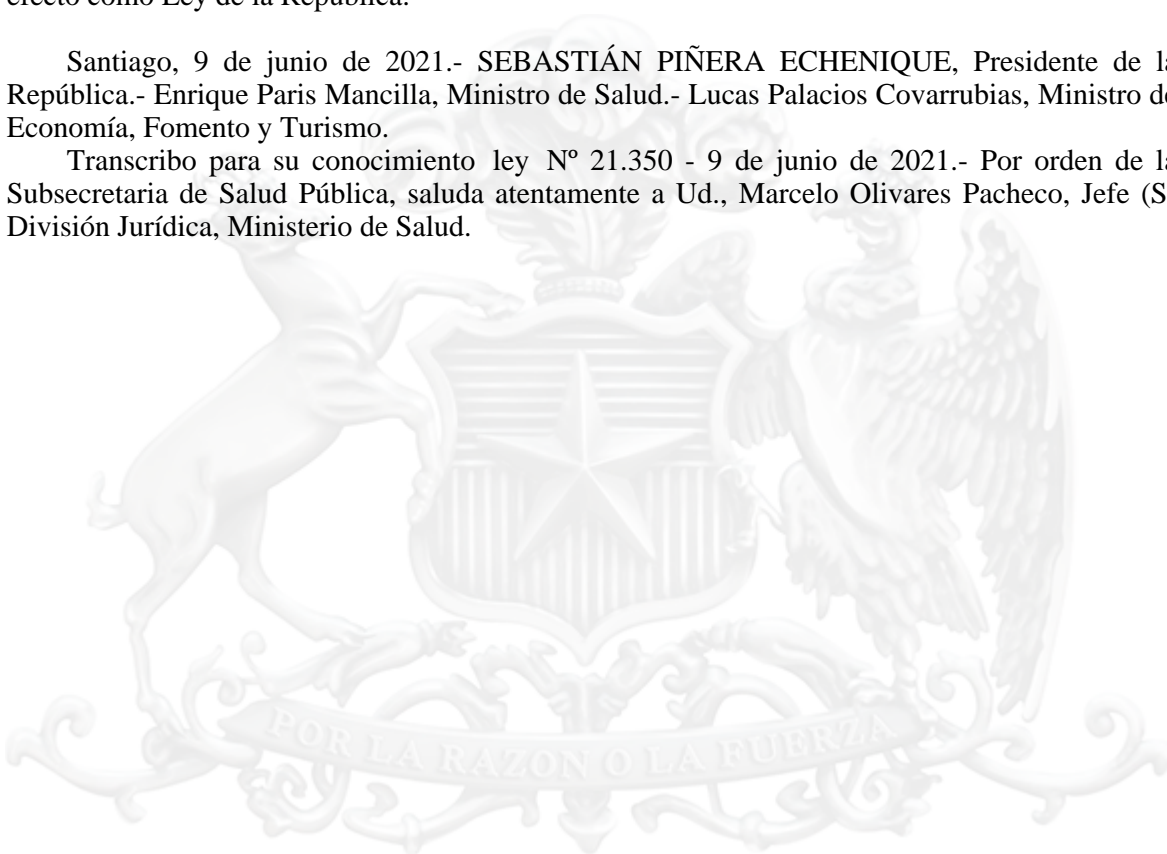 efecto como Ley de la República.
Santiago, 9 de junio de 2021.- SEBASTIÁN PIÑERA ECHENIQUE, Presidente de la
República.- Enrique Paris Mancilla, Ministro de Salud.- Lucas Palacios Covarrubias, Ministro de
Economía, Fomento y Turismo.
Transcribo para su conocimiento ley Nº 21.350 - 9 de junio de 2021.- Por orden de la
Subsecretaria de Salud Pública, saluda atentamente a Ud., Marcelo Olivares Pacheco, Jefe (S
División Jurídica, Ministerio de Salud.
POR LA RAZON O LA FUERZA